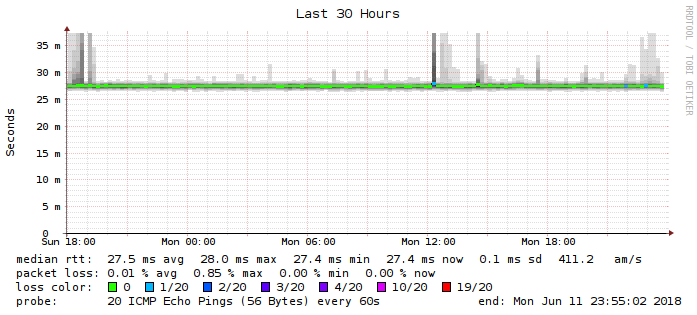 Last 30 Hours
RRDTOOL / TOBI OETIKER
Seconds
35 m
30 m
25 m
20 m
15 m
10 m
5 m
0
Sun 18:00 Mon 00:00 Mon 06:00 Mon 12:00 Mon 18:00
median rtt: 27.5 ms avg 28.0 ms max 27.4 ms min 27.4 ms now 0.1 ms sd 411.2 am/s
packet loss: 0.01 % avg 0.85 % max 0.00 % min 0.00 % now
loss color: 0 1/20 2/20 3/20 4/20 10/20 19/20
probe: 20 ICMP Echo Pings (56 Bytes) every 60s end: Mon Jun 11 23:55:02 2018